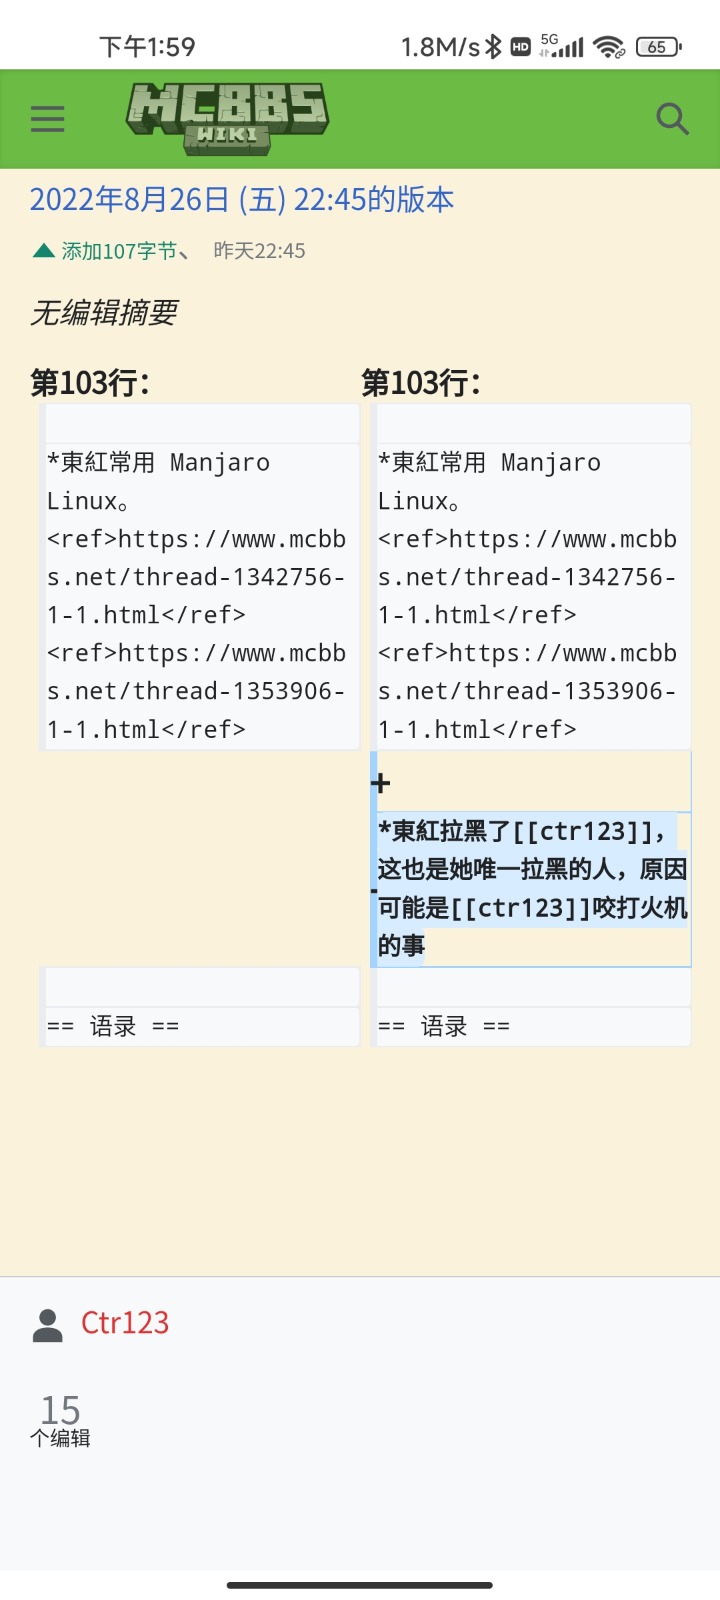 下午1:59
1.8M/s HD 5G 65
MCBBS
WIKI
2022年8月26日 (五) 22:45的版本
添加107字节、 昨天22:45
无编辑摘要
第103行： 第103行：
*東紅常用 Manjaro
Linux。
<ref>https://www.mcbb
s.net/thread-1342756-
1-1.html</ref>
<ref>https://www.mcbb
s.net/thread-1353906-
1-1.html</ref>
*東紅常用 Manjaro
Linux。
<ref>https://www.mcbb
s.net/thread-1342756-
1-1.html</ref>
<ref>https://www.mcbb
s.net/thread-1353906-
1-1.html</ref>
+
*東紅拉黑了[[ctr123]]，
这也是她唯一拉黑的人，原因
可能是[[ctr123]]咬打火机
的事
== 语录 == == 语录 ==
Ctr123
15
个编辑